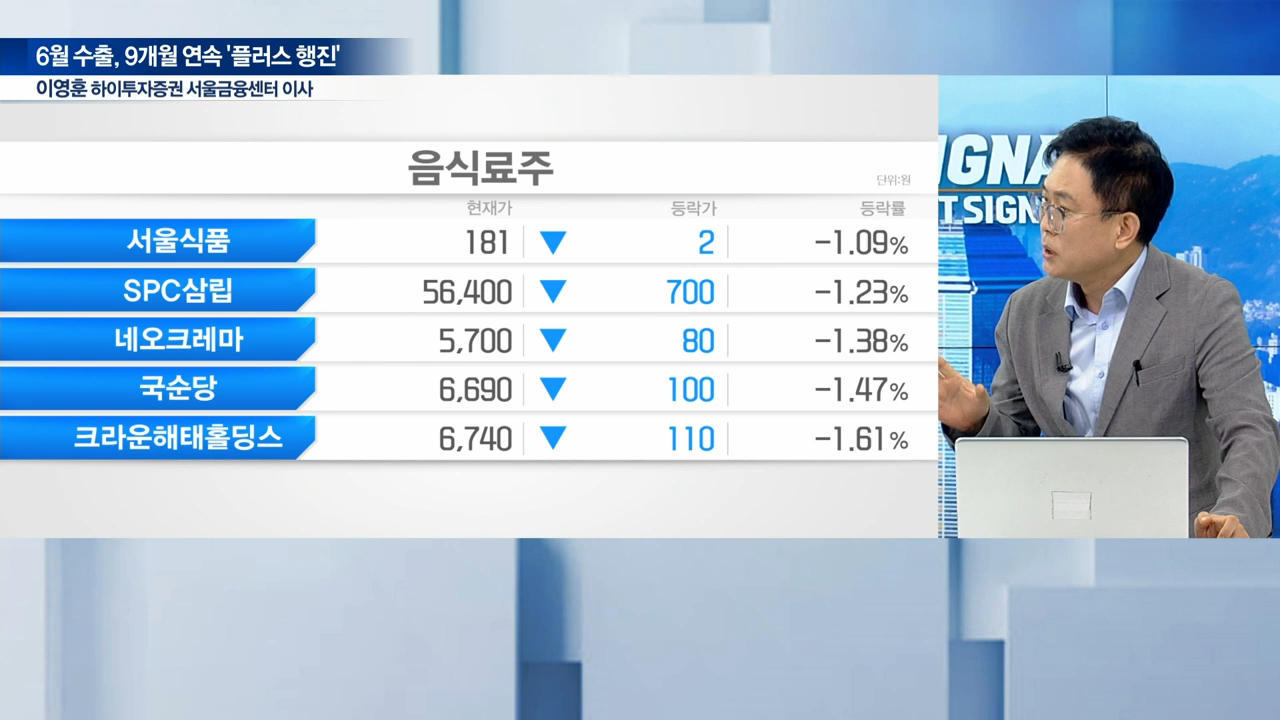 6월 수출, 9개월 연속 '플러스 행진'
이영훈 하이투자증권 서울금융센터 이사
음식료주
단위:원
현재가 등락가 등락률
서울식품 181 ▼ 2 -1.09%
SPC삼립 56,400 ▼ 700 -1.23%
네오크레마 5,700 ▼ 80 -1.38%
국순당 6,690 ▼ 100 -1.47%
크라운해태홀딩스 6,740 ▼ 110 -1.61%
IGNA
T SIGN